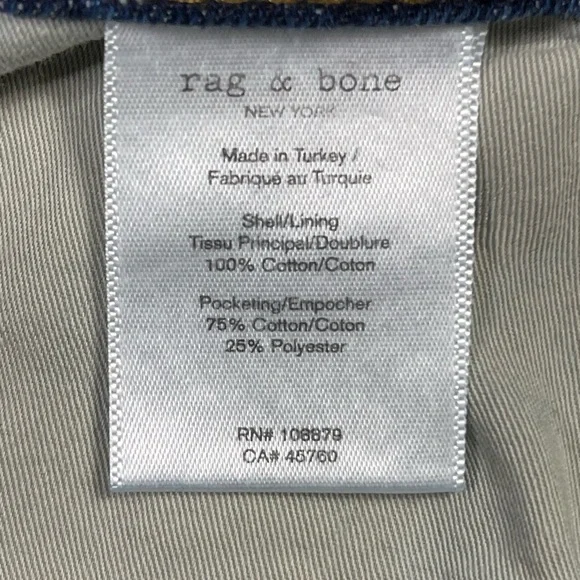 rag & bone
NEW YORK
Made in Turkey /
Fabriqué au Turquie
Shell/Lining
Tissu Principal/Doublure
100% Cotton/Coton
Pocketing/Empocher
75% Cotton/Coton
25% Polyester
RN# 108879
CA# 45760